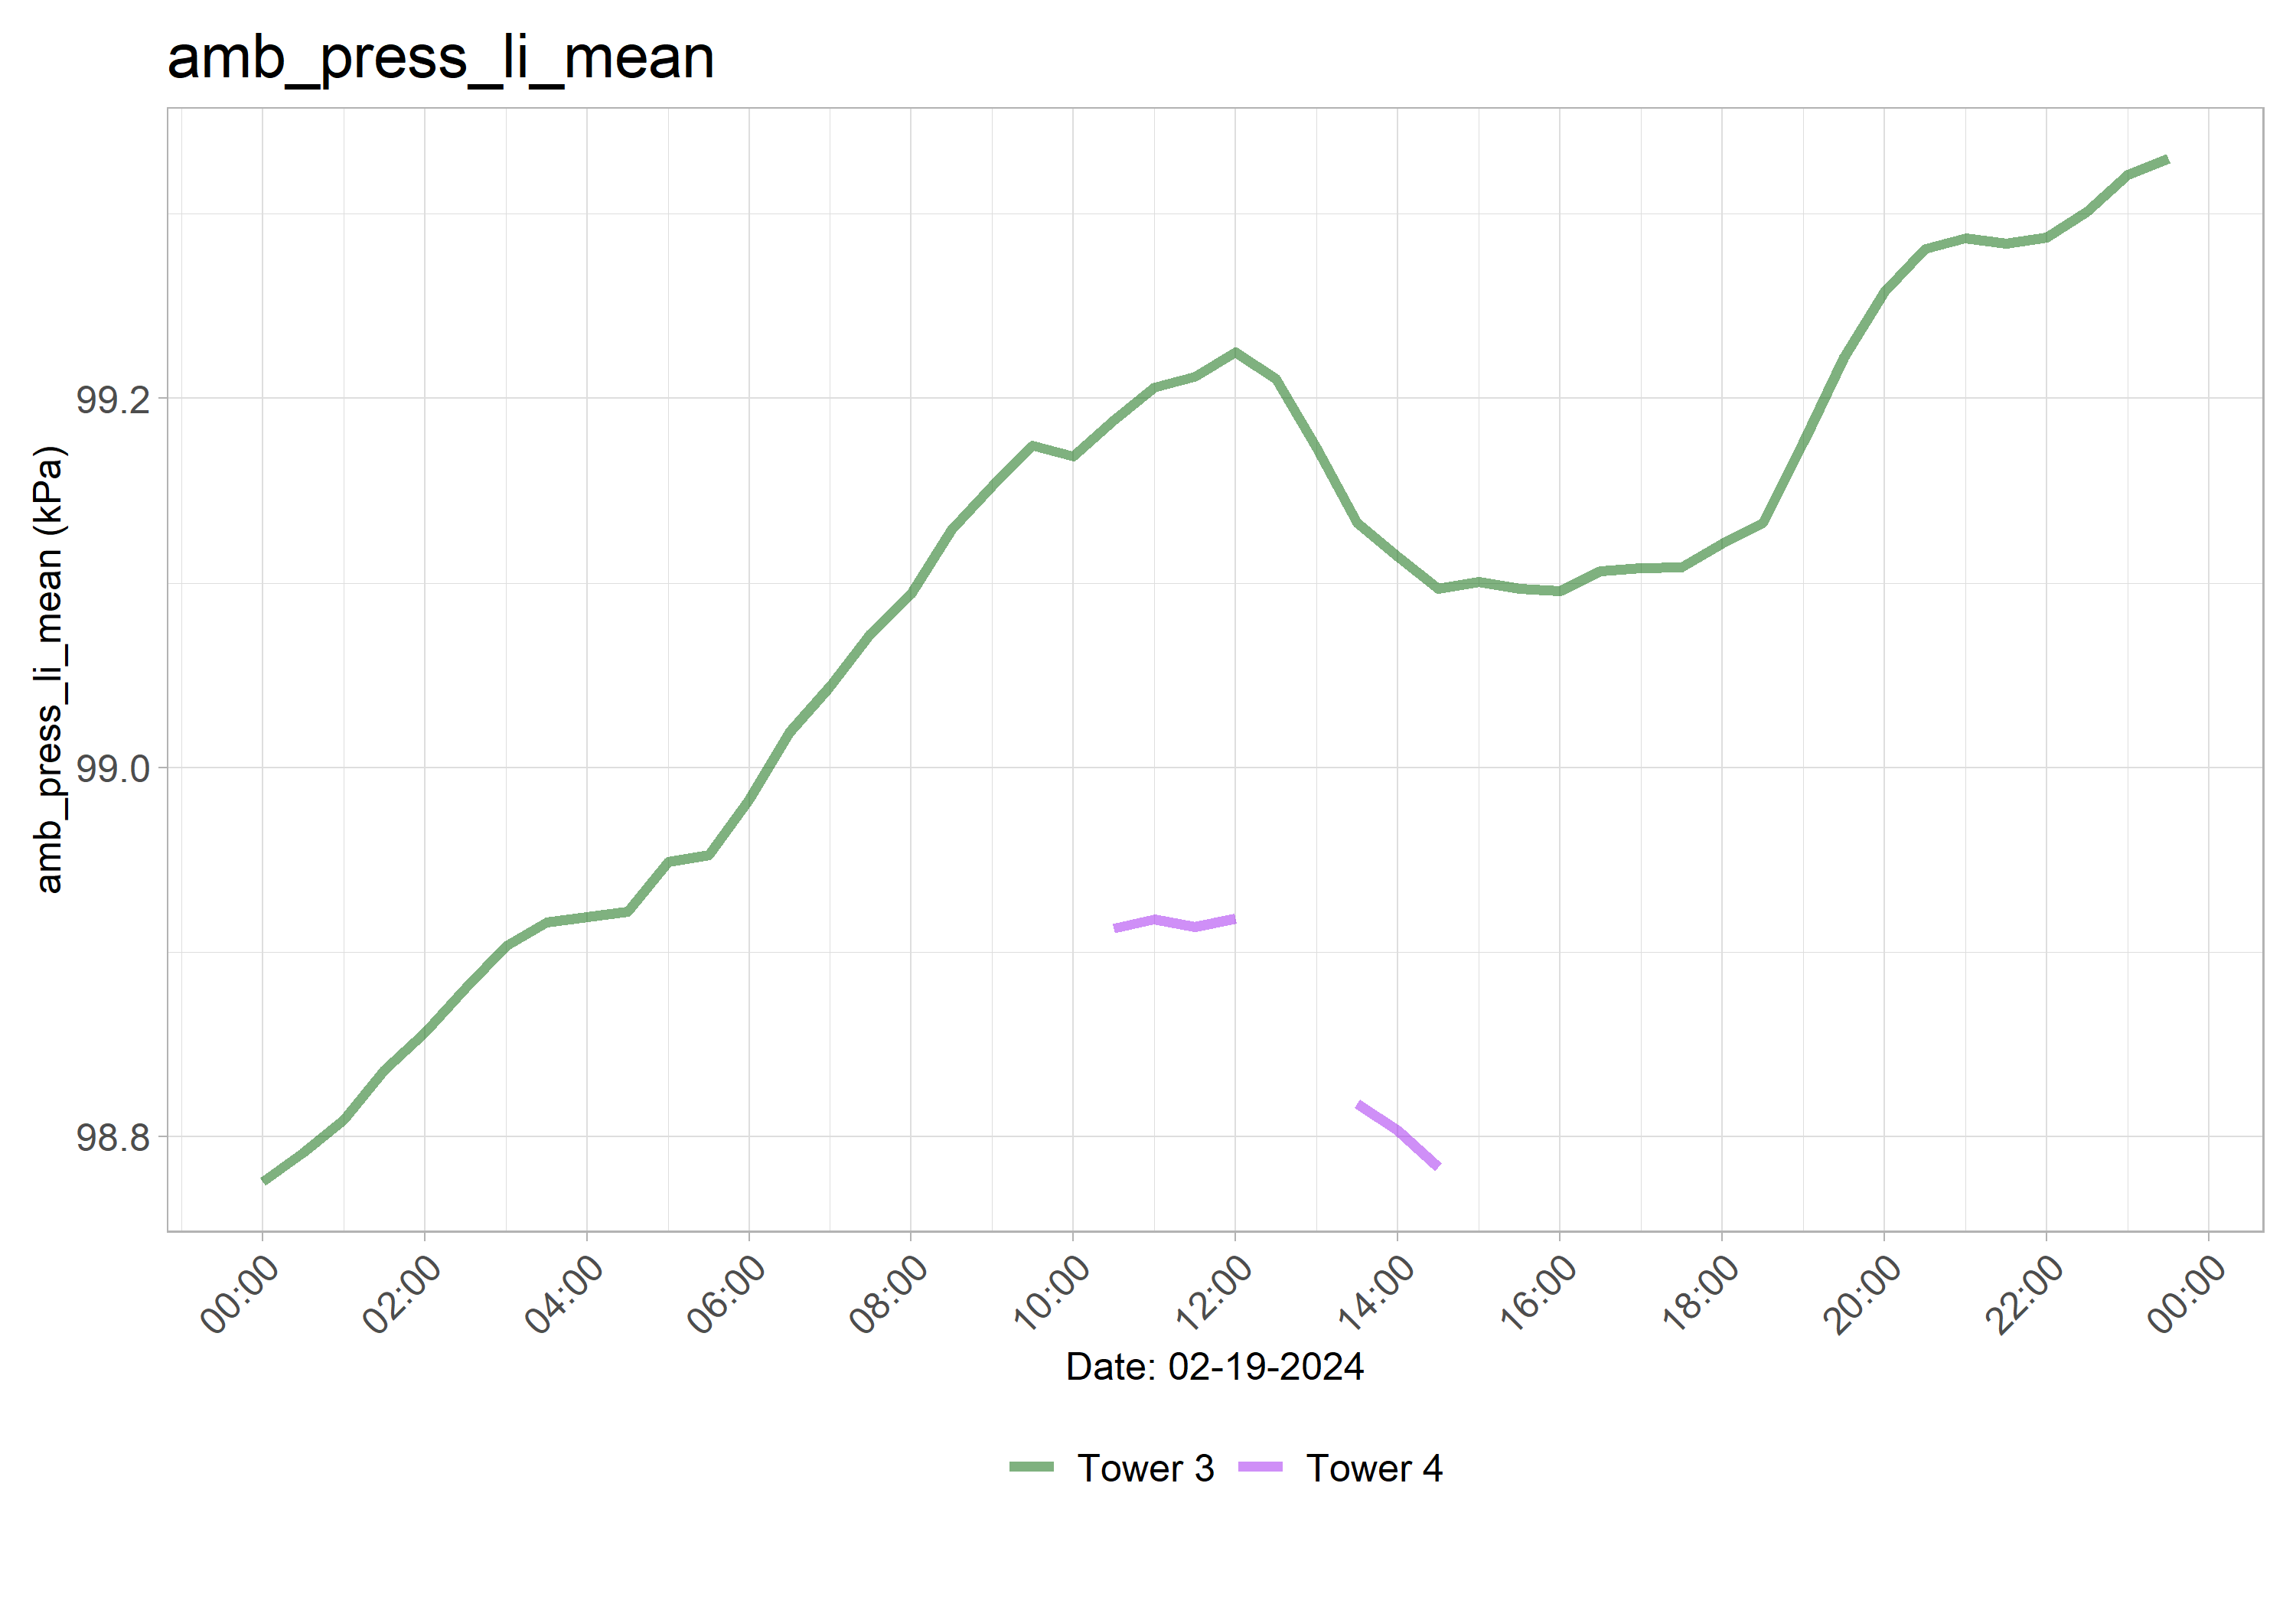 amb_press_li_mean
amb_press_li_mean (kPa)
99.2
99.0
98.8
00:00 02:00 04:00 06:00 08:00 10:00 12:00 14:00 16:00 18:00 20:00 22:00 00:00
Date: 02-19-2024
Tower 3 Tower 4